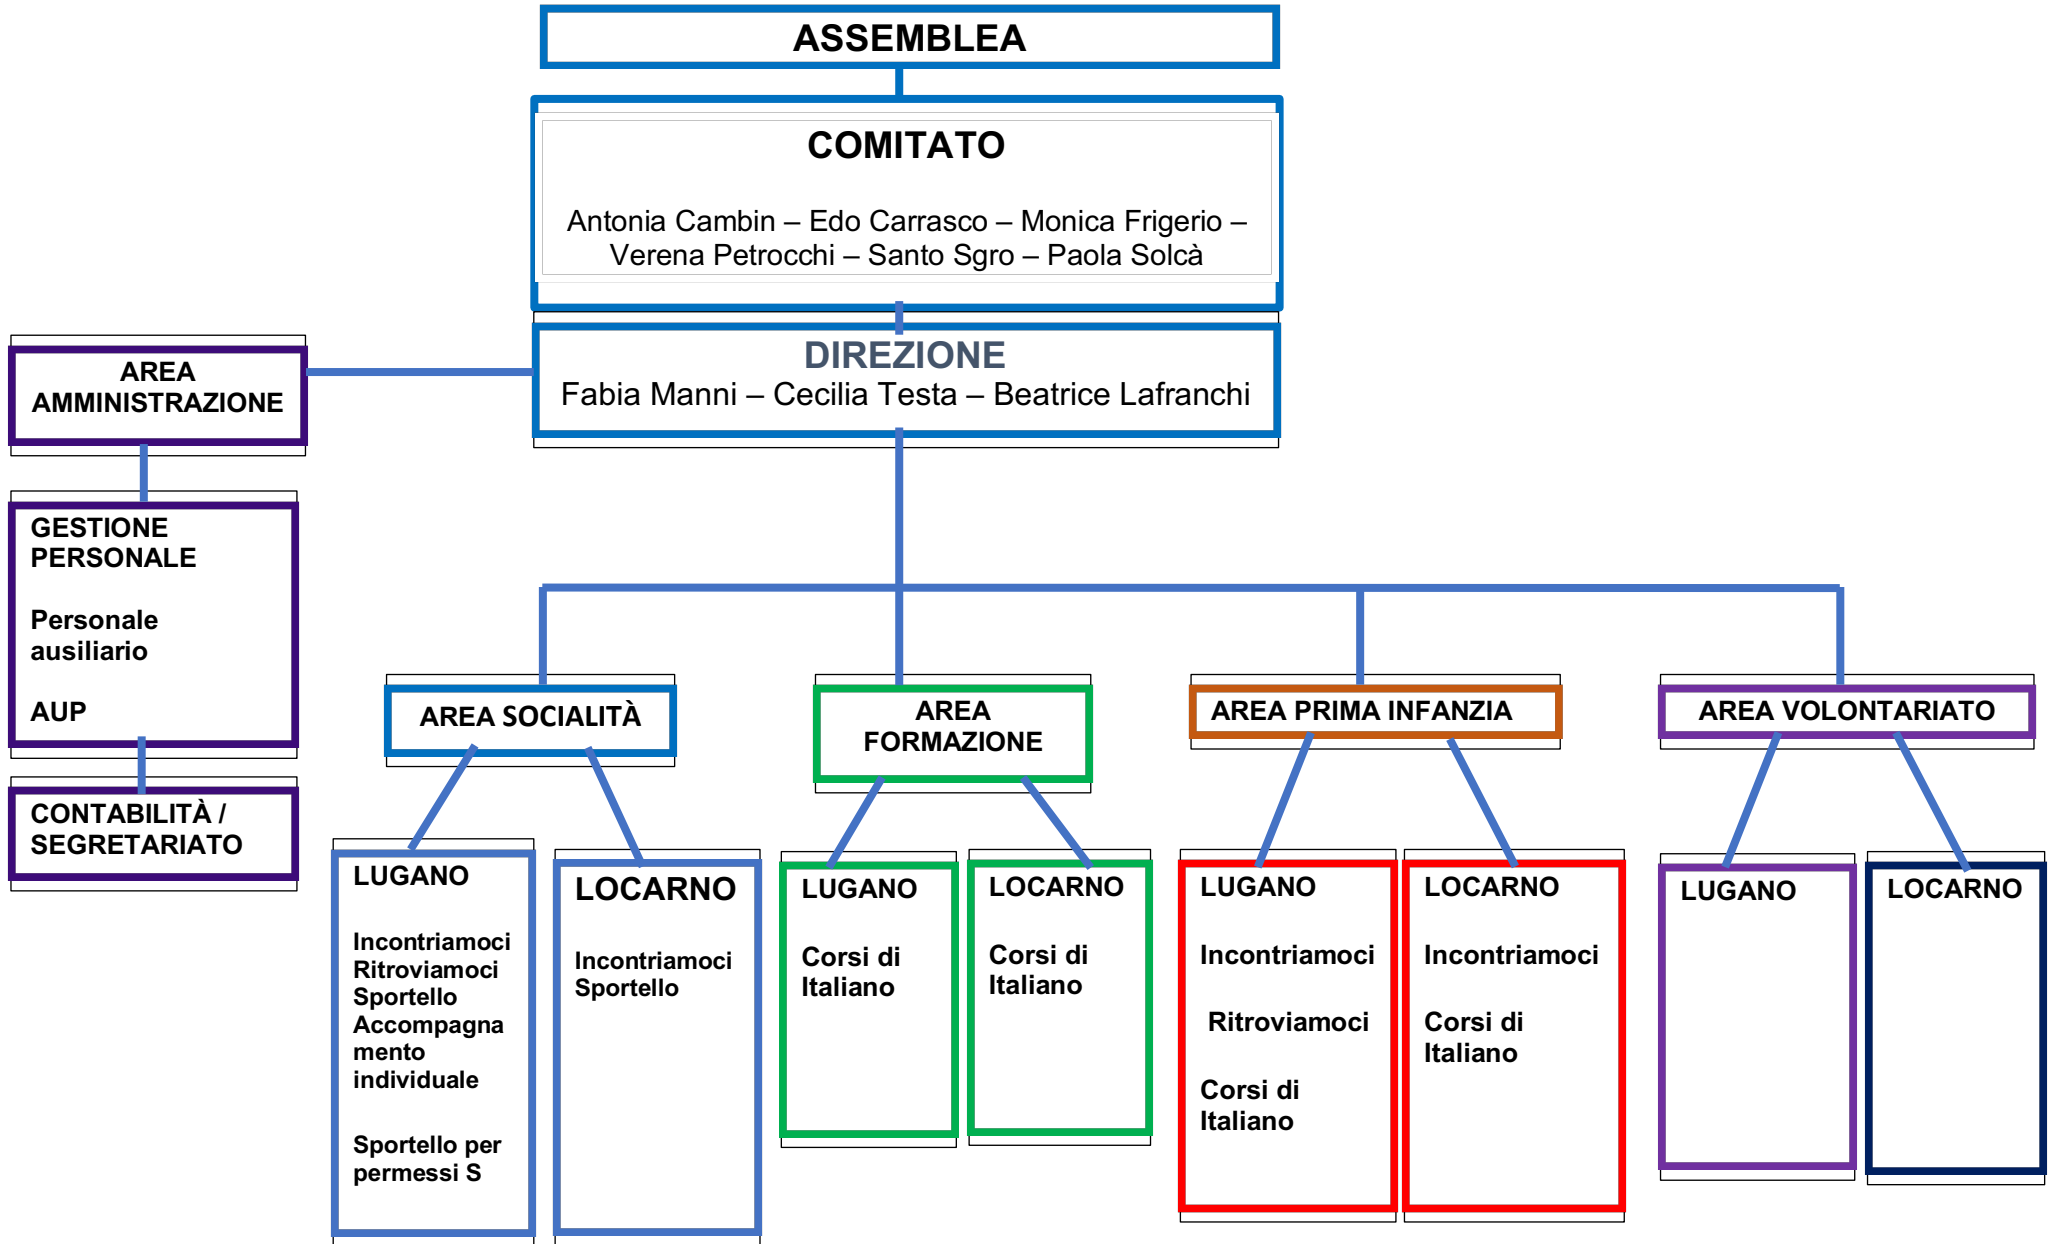 ASSEMBLEA
COMITATO
Antonia Cambin – Edo Carrasco – Monica Frigerio –
Verena Petrocchi – Santo Sgro – Paola Solcà
DIREZIONE
Fabia Manni – Cecilia Testa – Beatrice Lafranchi
AREA
AMMINISTRAZIONE
GESTIONE
PERSONALE
Personale
ausiliario
AUP
CONTABILITÀ /
SEGRETARIATO
AREA SOCIALITÀ
LUGANO
Incontriamoci
Ritroviamoci
Sportello
Accompagna
mento
individuale
Sportello per
permessi S
LOCARNO
Incontriamoci
Sportello
AREA
FORMAZIONE
LUGANO
Corsi di
Italiano
LOCARNO
Corsi di
Italiano
AREA PRIMA INFANZIA
LUGANO
Incontriamoci
Ritroviamoci
Corsi di
Italiano
LOCARNO
Incontriamoci
Corsi di
Italiano
AREA VOLONTARIATO
LUGANO
LOCARNO